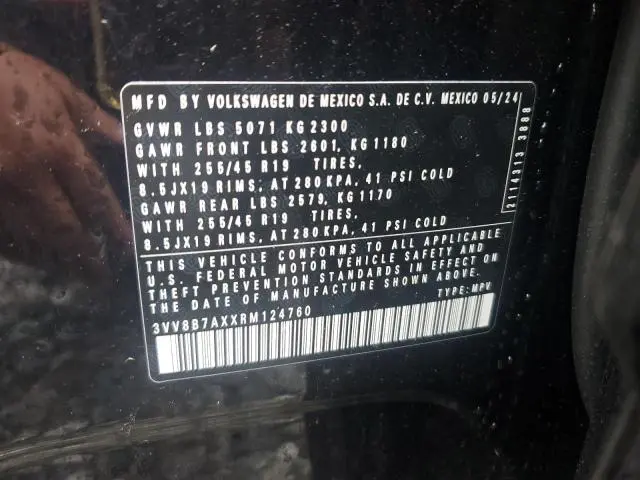 MFD BY VOLKSWAGEN DE MEXICO S.A. DE C.V. MEXICO 05/24
GVWR LBS 5071 KG 2300
GAWR FRONT LBS 2601, KG 1180
WITH 255/45 R19 TIRES,
8.5JX19 RIMS, AT 280 KPA, 41 PSI COLD
GAWR REAR LBS 2579, KG 1170
WITH 255/45 R19 TIRES,
8.5JX19 RIMS, AT 280 KPA, 41 PSI COLD
THIS VEHICLE CONFORMS TO ALL APPLICABLE
U.S. FEDERAL MOTOR VEHICLE SAFETY AND
THEFT PREVENTION STANDARDS IN EFFECT ON
THE DATE OF MANUFACTURE SHOWN ABOVE.
3VV8B7AXXRM124760 TYPE: MPV
2114313 3888